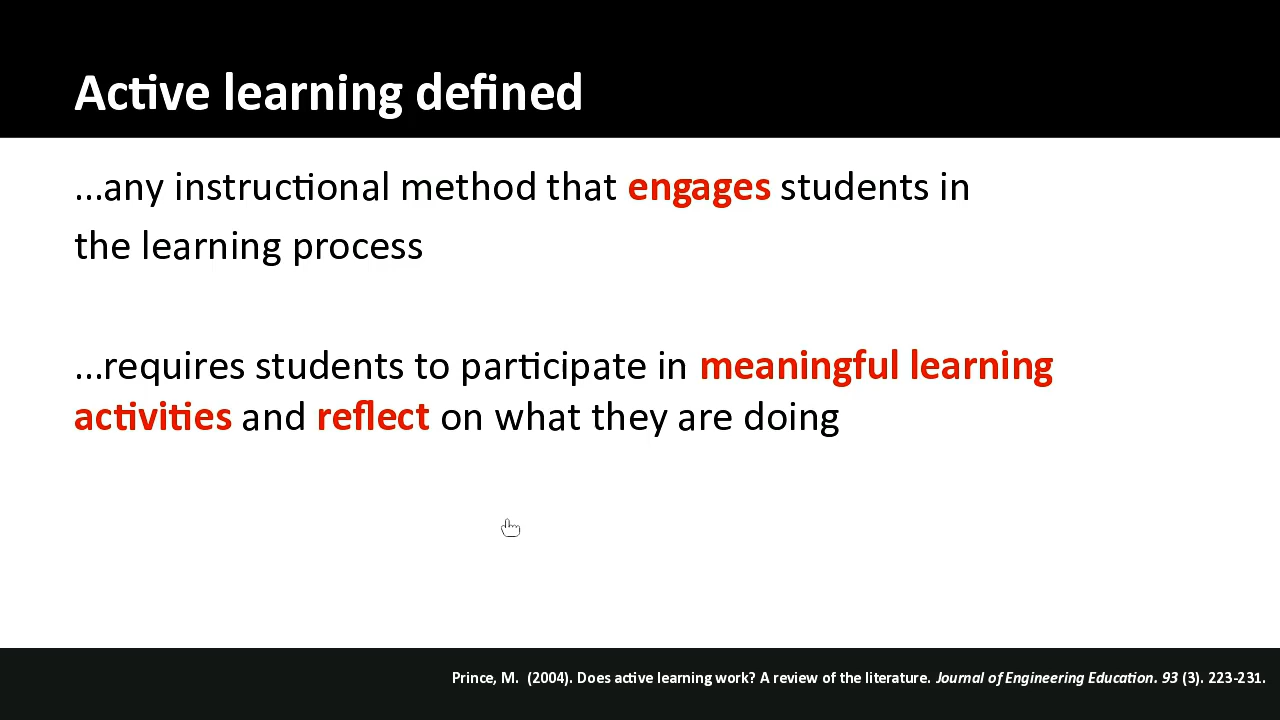 Active learning defined
...any instructional method that engages students in
the learning process
...requires students to participate in meaningful learning
activities and reflect on what they are doing
Prince, M.  (2004). Does active learning work? A review of the literature. Journal of Engineering Education. 93 (3). 223-231.